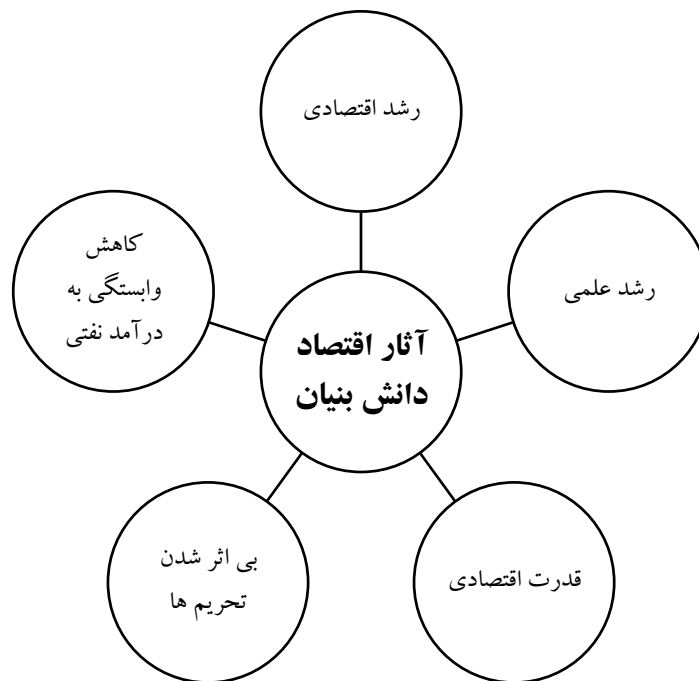 رشد اقتصادی
رشد علمی
قدرت اقتصادی
بی اثر شدن
تحریم ها
کاهش
وابستگی به
درآمد نفتی
آثار اقتصاد
دانش بنیان